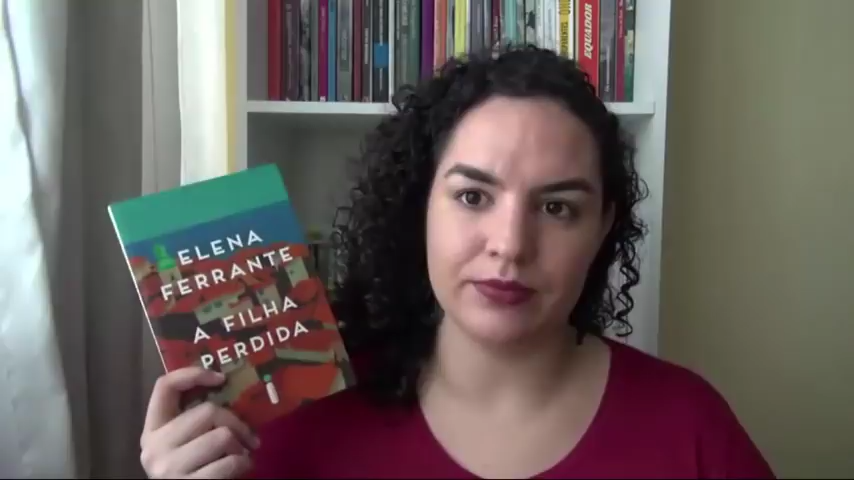 ELENA
FERRANTE
A FILHA
PERDIDA
EQUADOR